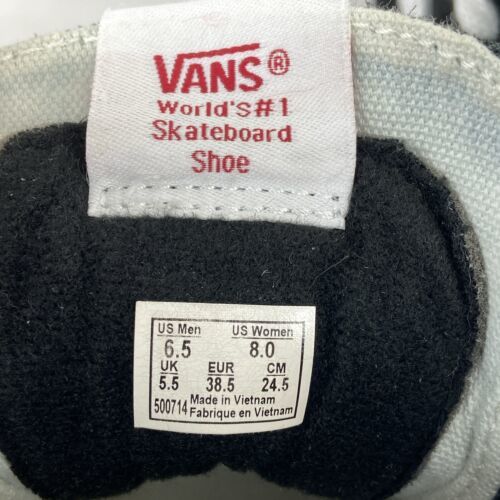 VANS®
World's#1
Skateboard
Shoe
US Men US Women
6.5 8.0
UK EUR CM
5.5 38.5 24.5
500714 Made in Vietnam
Fabrique en Vietnam